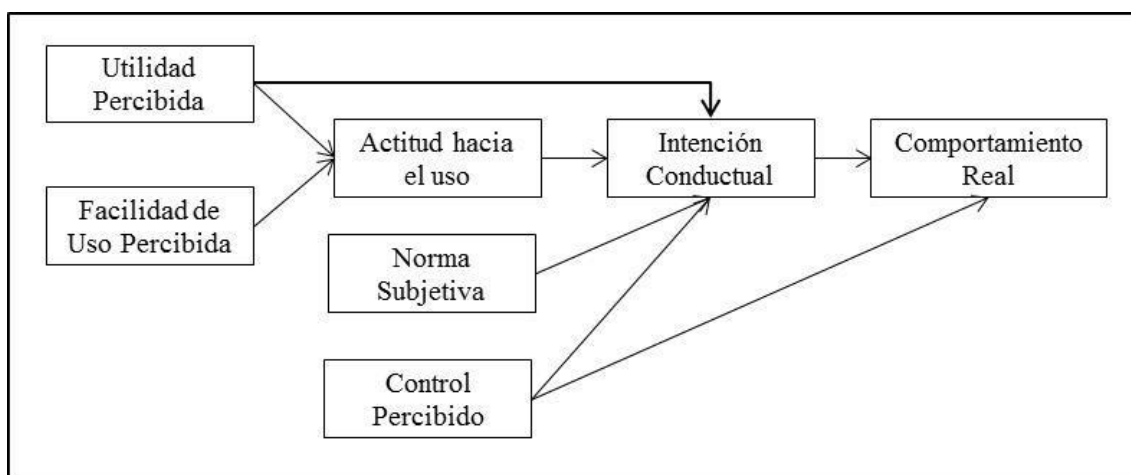 Utilidad
Percibida
Facilidad de
Uso Percibida
Actitud hacia
el uso
Norma
Subjetiva
Control
Percibido
Intención
Conductual
Comportamiento
Real